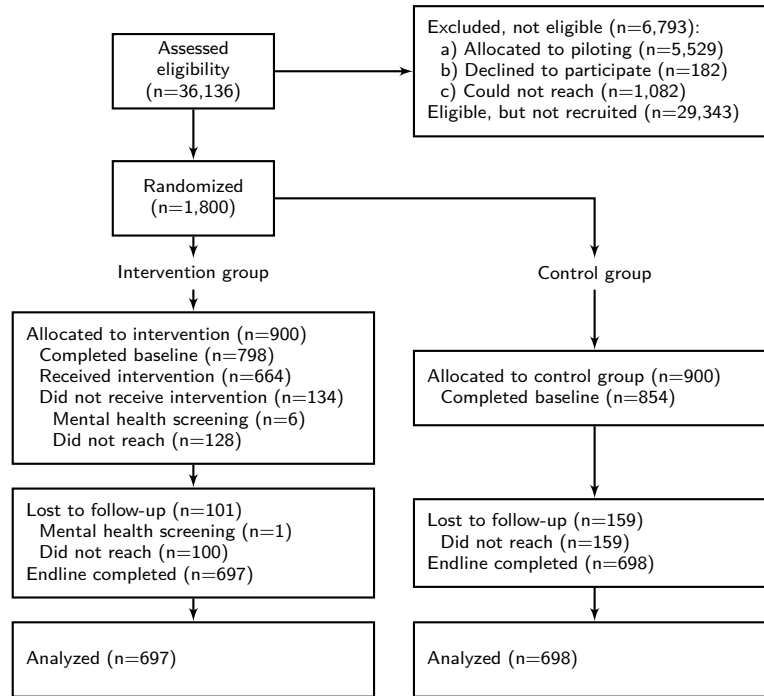 Assessed
eligibility
(n=36,136)
Excluded, not eligible (n=6,793):
a) Allocated to piloting (n=5,529)
b) Declined to participate (n=182)
c) Could not reach (n=1,082)
Eligible, but not recruited (n=29,343)
Randomized
(n=1,800)
Intervention group
Control group
Allocated to intervention (n=900)
Completed baseline (n=798)
Received intervention (n=664)
Did not receive intervention (n=134)
Mental health screening (n=6)
Did not reach (n=128)
Allocated to control group (n=900)
Completed baseline (n=854)
Lost to follow-up (n=101)
Mental health screening (n=1)
Did not reach (n=100)
Endline completed (n=697)
Lost to follow-up (n=159)
Did not reach (n=159)
Endline completed (n=698)
Analyzed (n=697)
Analyzed (n=698)